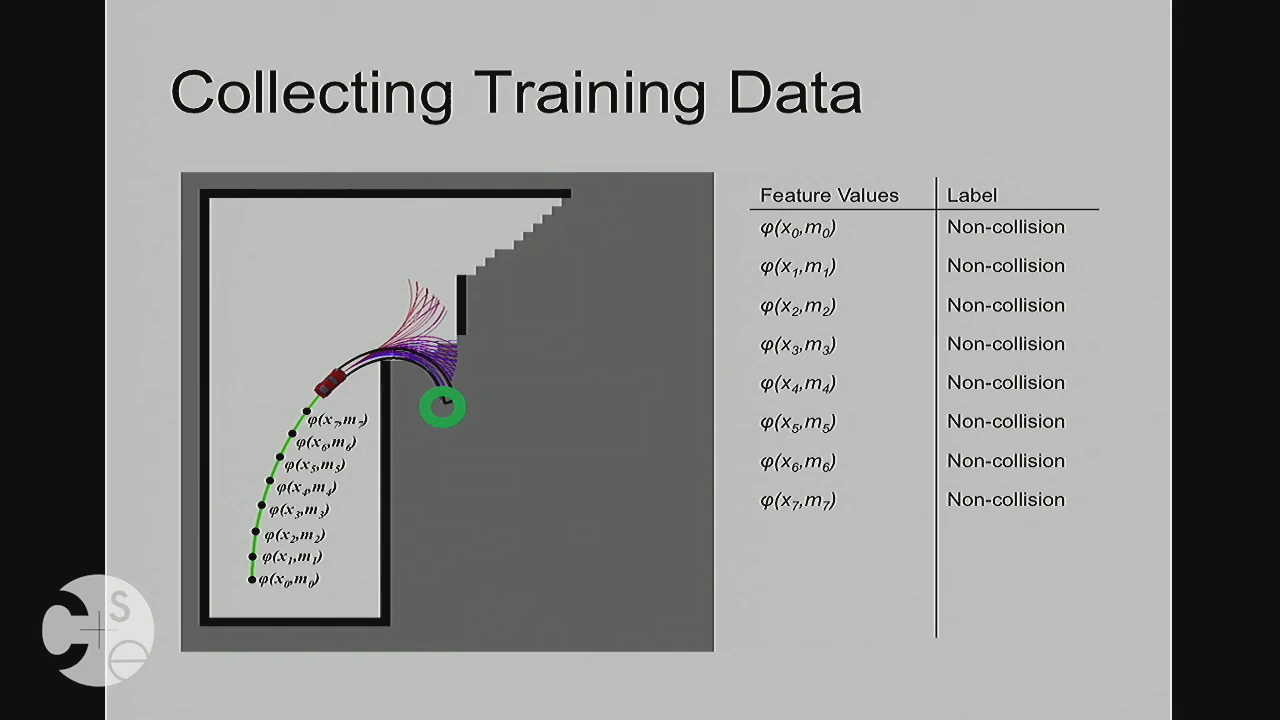 Collecting Training Data
Feature Values Label
φ(x₀,m₀) Non-collision
φ(x₁,m₁) Non-collision
φ(x₂,m₂) Non-collision
φ(x₃,m₃) Non-collision
φ(x₄,m₄) Non-collision
φ(x₅,m₅) Non-collision
φ(x₆,m₆) Non-collision
φ(x₇,m₇) Non-collision
φ(x₇,m₇)
φ(x₆,m₆)
φ(x₅,m₅)
φ(x₄,m₄)
φ(x₃,m₃)
φ(x₂,m₂)
φ(x₁,m₁)
φ(x₀,m₀)
cse